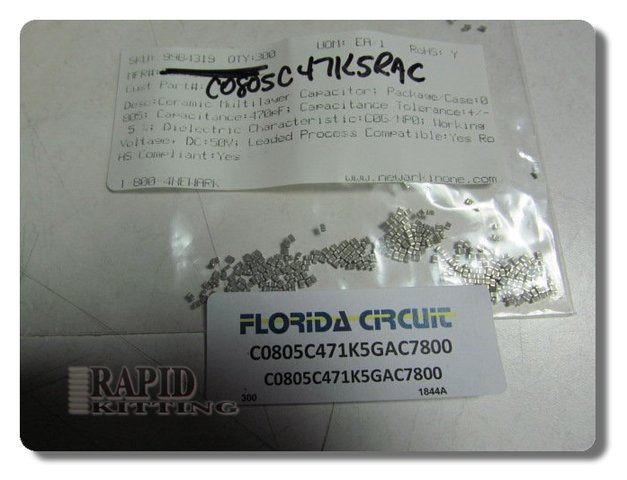 SKU: 9984319 QTY:300 UOM: EA/1 RoHS: Y
MFR#:
C0805C471K5RAC
Cust Part#:
Desc:Ceramic Multilayer Capacitor; Package/Case:0
805; Capacitance:470pF; Capacitance Tolerance:+/-
5 %; Dielectric Characteristic:C0G/NP0; Working
Voltage, DC:50V; Leaded Process Compatible:Yes Ro
HS Compliant:Yes
1-800-4NEWARK www.newarkinone.com
FLORIDA CIRCUIT
C0805C471K5GAC7800
C0805C471K5GAC7800
300 1844A
RAPID
KITTING